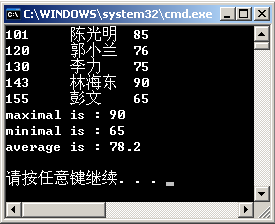 C:\WINDOWS\system32\cmd.exe
101 陈光明 85
120 郭小兰 76
130 李力 75
143 林海东 90
155 彭文 65
maximal is : 90
minimal is : 65
average is : 78.2
请按任意键继续. . .